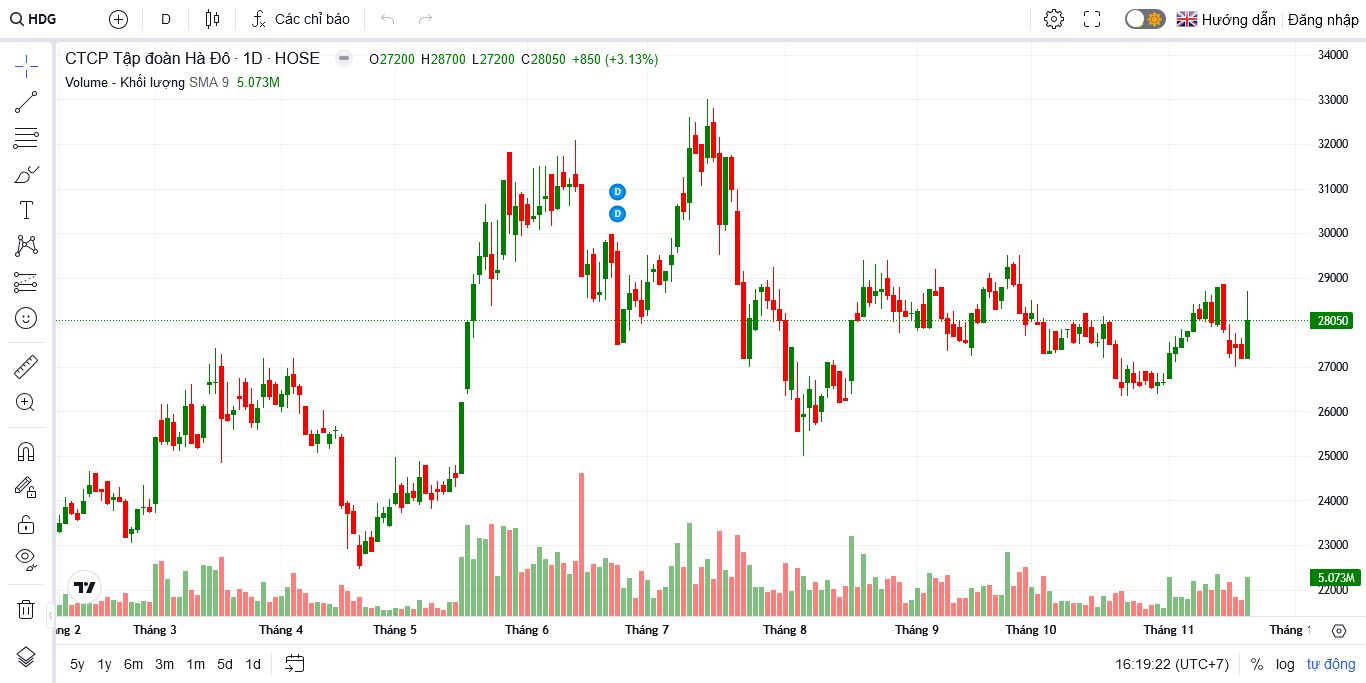 HDG D Các chỉ báo Hướng dẫn Đăng nhập
CTCP Tập đoàn Hà Đô · 1D · HOSE O27200 H28700 L27200 C28050 +850 (+3.13%)
Volume - Khối lượng SMA 9 5.073M
34000
33000
32000
31000
30000
29000
28050
27000
26000
25000
24000
23000
5.073M
22000
D
D
ng 2 Tháng 3 Tháng 4 Tháng 5 Tháng 6 Tháng 7 Tháng 8 Tháng 9 Tháng 10 Tháng 11 Tháng 1
5y 1y 6m 3m 1m 5d 1d 16:19:22 (UTC+7) % log tự động